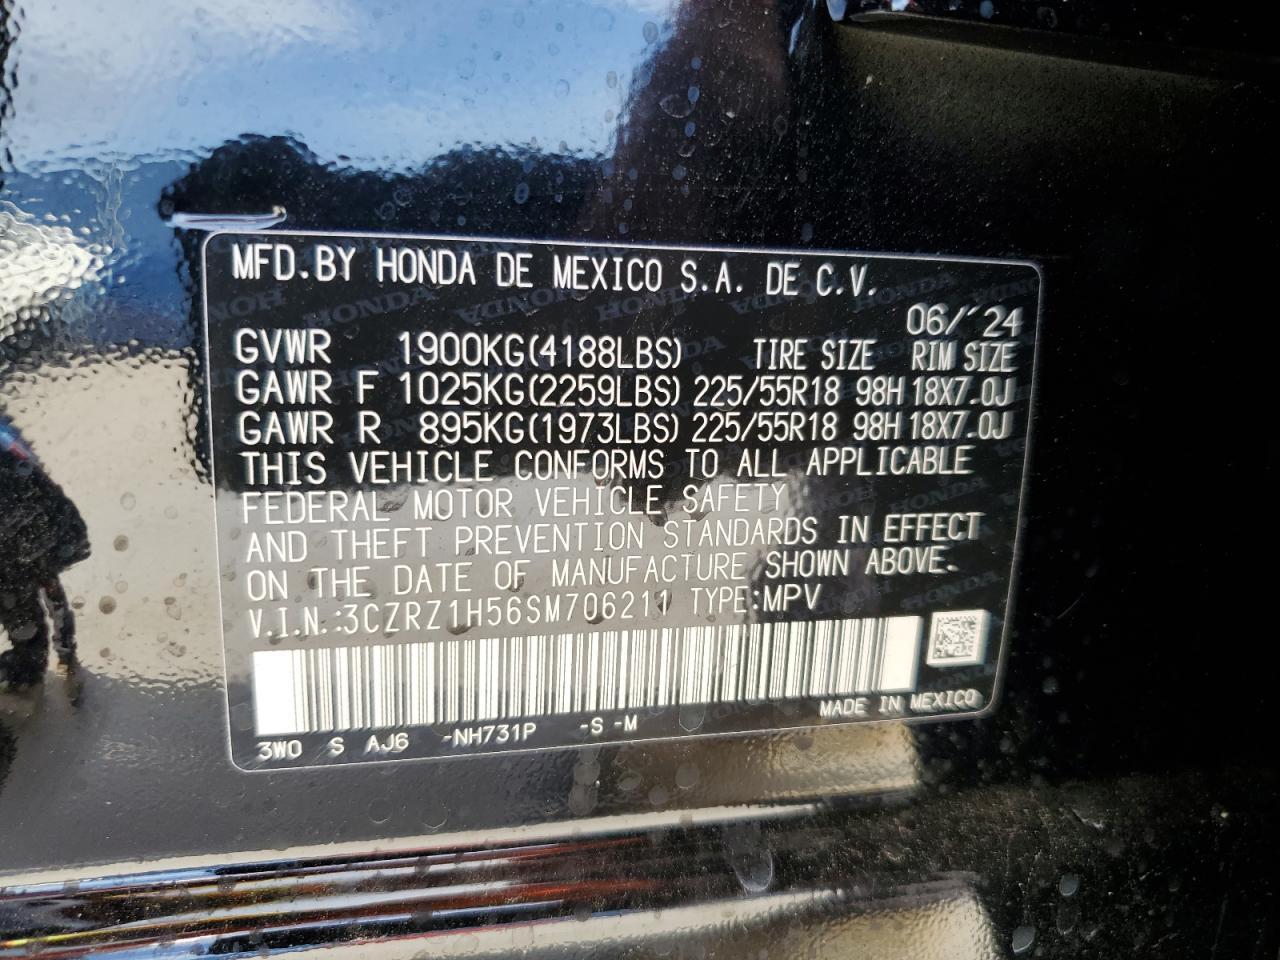 MFD.BY HONDA DE MEXICO S.A. DE C.V.
06/´24
GVWR 1900KG(4188LBS) TIRE SIZE RIM SIZE
GAWR F 1025KG(2259LBS) 225/55R18 98H 18X7.0J
GAWR R 895KG(1973LBS) 225/55R18 98H 18X7.0J
THIS VEHICLE CONFORMS TO ALL APPLICABLE
FEDERAL MOTOR VEHICLE SAFETY
AND THEFT PREVENTION STANDARDS IN EFFECT
ON THE DATE OF MANUFACTURE SHOWN ABOVE.
V.I.N.:3CZRZ1H56SM706211 TYPE:MPV
MADE IN MEXICO
3W0 S AJ6 -NH731P -S -M